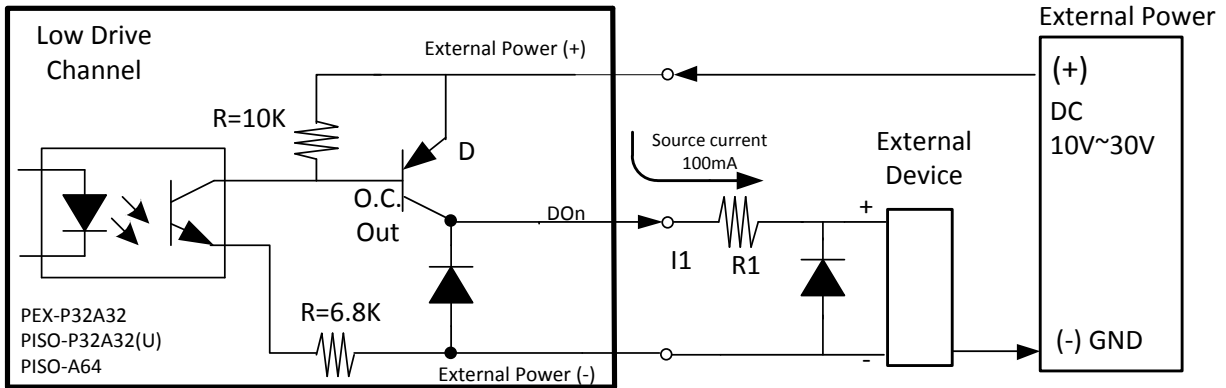 External Power
Low Drive
Channel
External Power (+)
(+)
DC
10V~30V
R=10K
D
Source current
100mA
External
Device
O.C.
Out
DOn
+
I1
R1
R=6.8K
PEX-P32A32
PISO-P32A32(U)
PISO-A64
External Power (-)
-
(-) GND